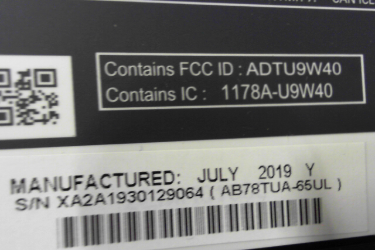 Contains FCC ID : ADTU9W40
Contains IC : 1178A-U9W40
MANUFACTURED: JULY 2019 Y
S/N XA2A1930129064 ( AB78TUA-65UL )